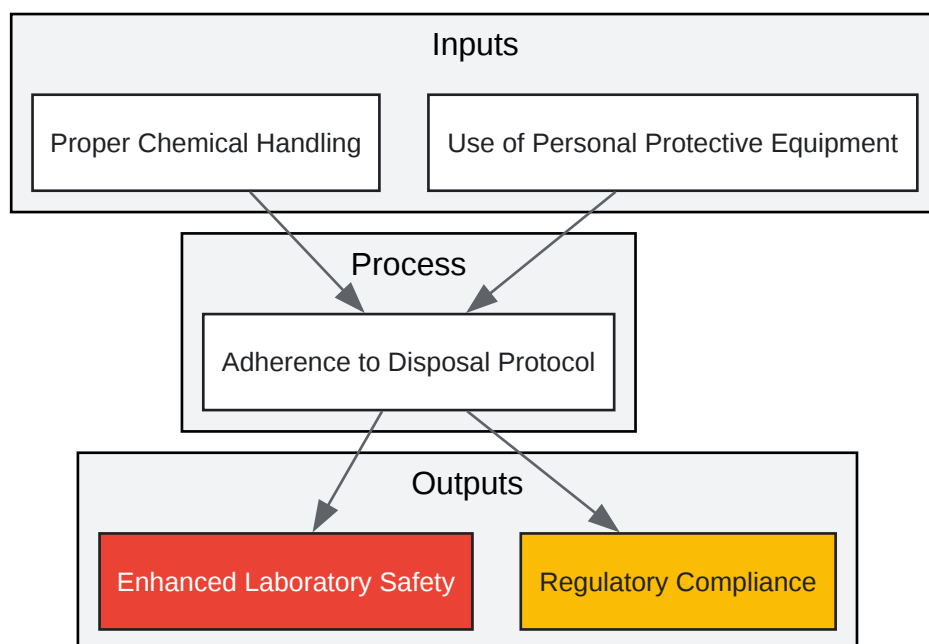 Inputs
Proper Chemical Handling
Use of Personal Protective Equipment
Process
Adherence to Disposal Protocol
Outputs
Enhanced Laboratory Safety
Regulatory Compliance